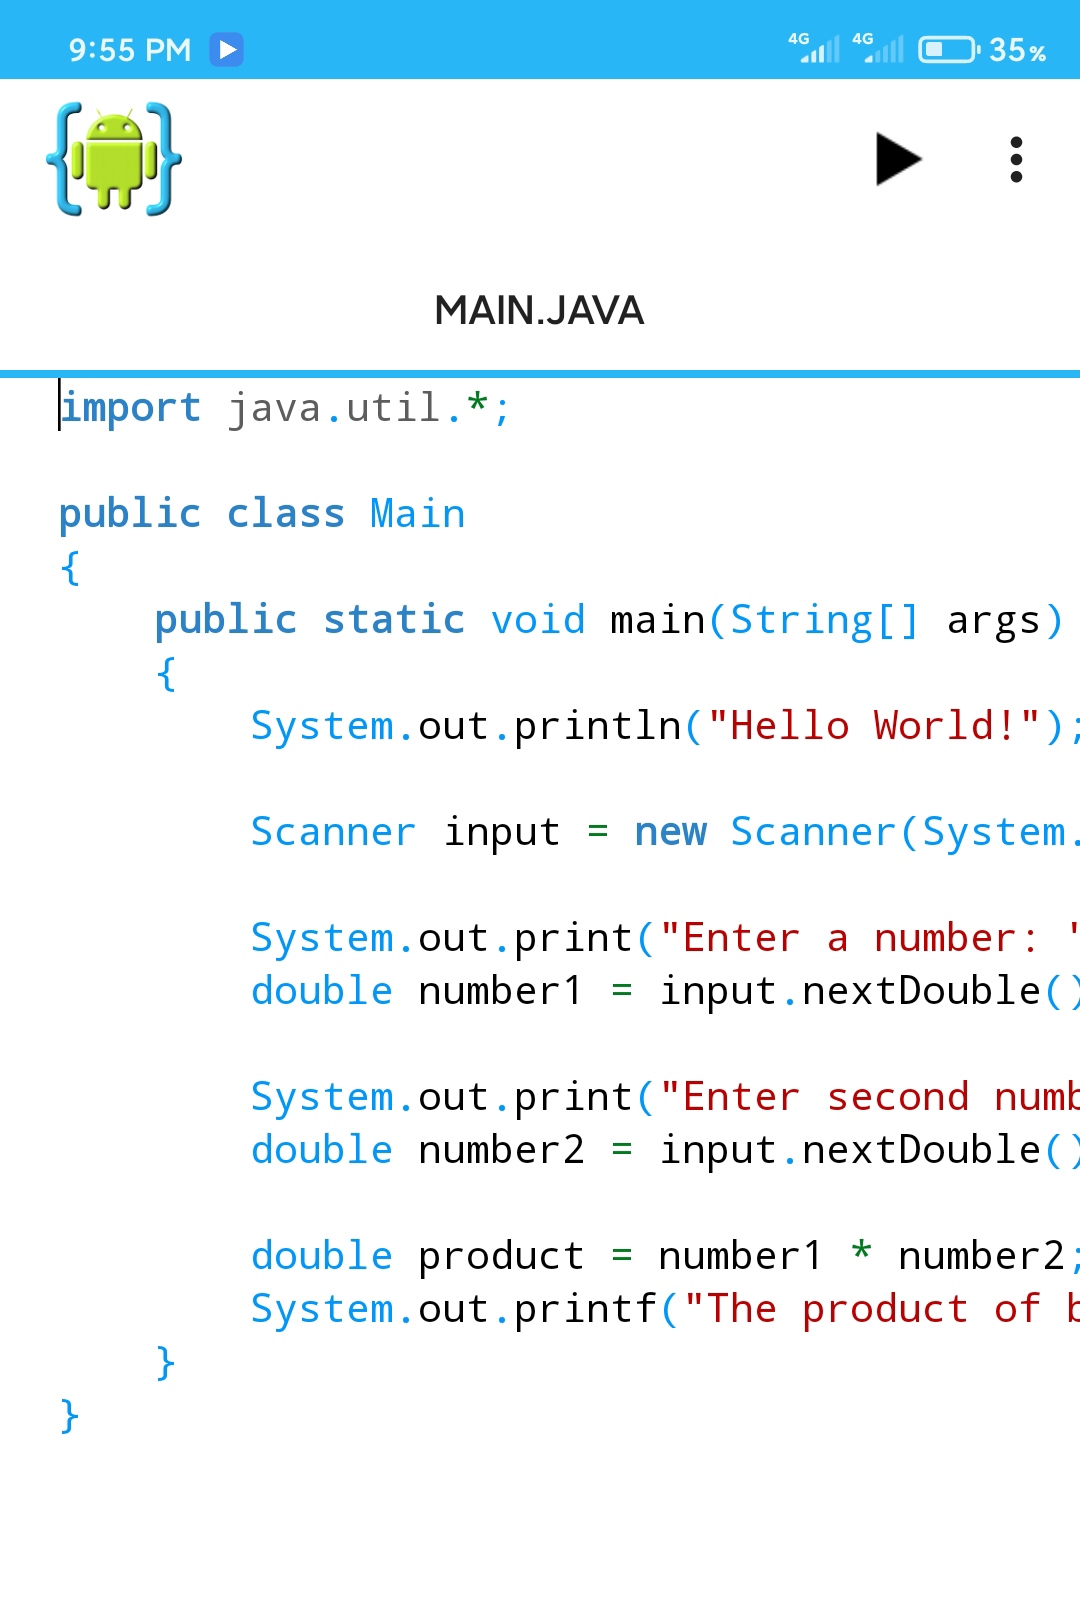 9:55 PM 4G 4G 35%
MAIN.JAVA
import java.util.*;
public class Main
{
public static void main(String[] args)
{
System.out.println("Hello World!");
Scanner input = new Scanner(System.
System.out.print("Enter a number: "
double number1 = input.nextDouble()
System.out.print("Enter second numb
double number2 = input.nextDouble()
double product = number1 * number2;
System.out.printf("The product of b
}
}